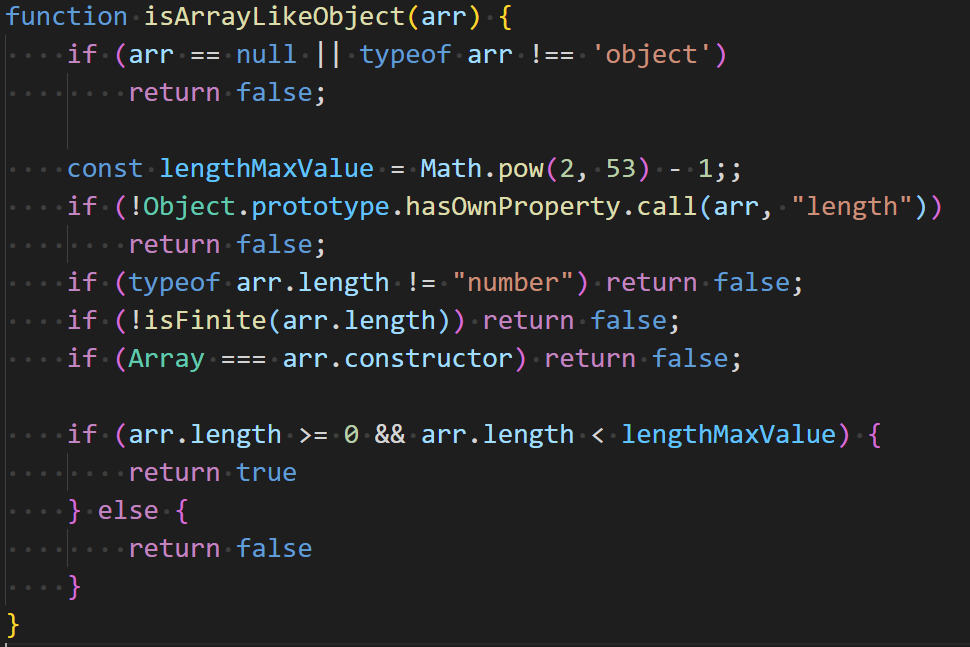 function isArrayLikeObject(arr) {
    if (arr == null || typeof arr !== 'object')
        return false;

    const lengthMaxValue = Math.pow(2, 53) - 1;;
    if (!Object.prototype.hasOwnProperty.call(arr, "length"))
        return false;
    if (typeof arr.length != "number") return false;
    if (!isFinite(arr.length)) return false;
    if (Array === arr.constructor) return false;

    if (arr.length >= 0 && arr.length < lengthMaxValue) {
        return true
    } else {
        return false
    }
}